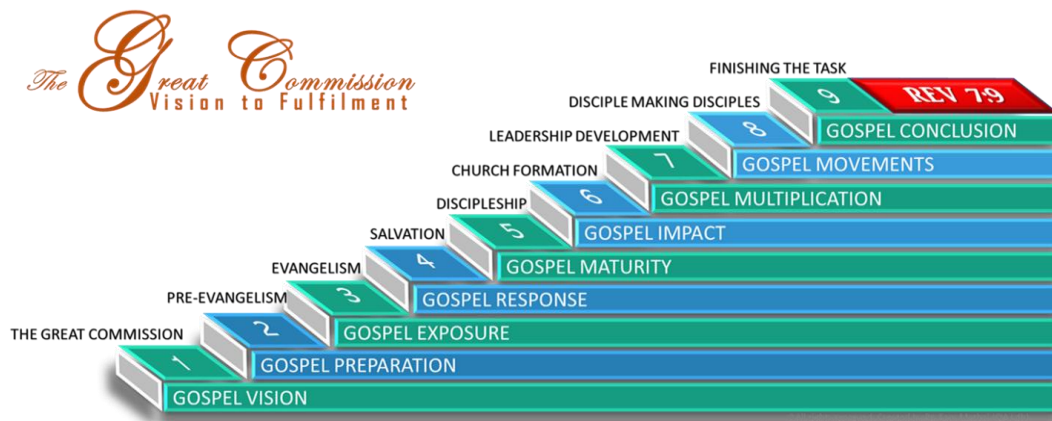 The Great Commission
Vision to Fulfilment
FINISHING THE TASK
9
REV 7:9
GOSPEL CONCLUSION
DISCIPLE MAKING DISCIPLES
8
GOSPEL MOVEMENTS
LEADERSHIP DEVELOPMENT
7
GOSPEL MULTIPLICATION
CHURCH FORMATION
6
GOSPEL IMPACT
DISCIPLESHIP
5
GOSPEL MATURITY
SALVATION
4
GOSPEL RESPONSE
EVANGELISM
3
GOSPEL EXPOSURE
PRE-EVANGELISM
2
GOSPEL PREPARATION
THE GREAT COMMISSION
1
GOSPEL VISION